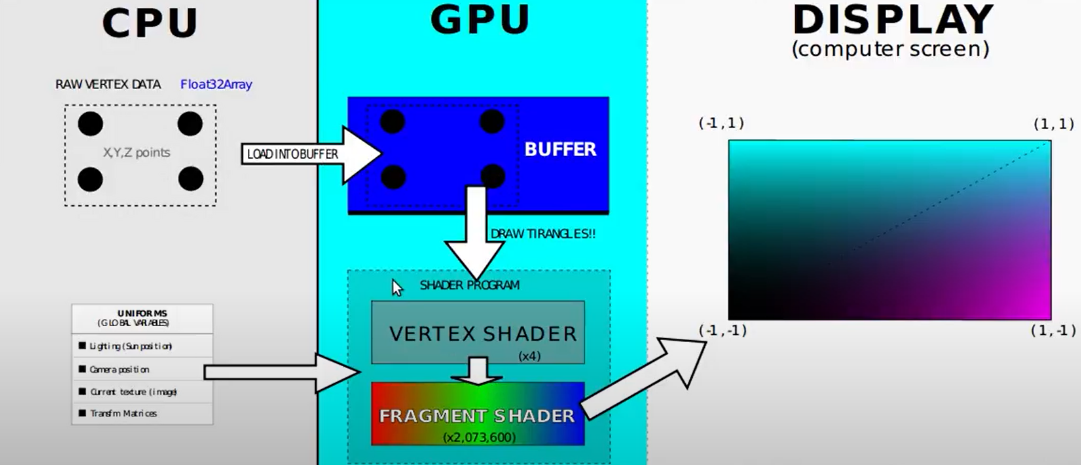 CPU
RAW VERTEX DATA Float32Array
X,Y,Z points
LOAD INTO BUFFER
UNIFORMS
(GLOBAL VARIABLES)
Lighting (Sun position)
Camera position
Current texture (image)
Transfm Matrices
GPU
BUFFER
DRAW TIRANGLES!!
SHADER PROGRAM
VERTEX SHADER
(x4)
FRAGMENT SHADER
(x2,073,600)
DISPLAY
(computer screen)
(-1,1) (1,1)
(-1,-1) (1,-1)